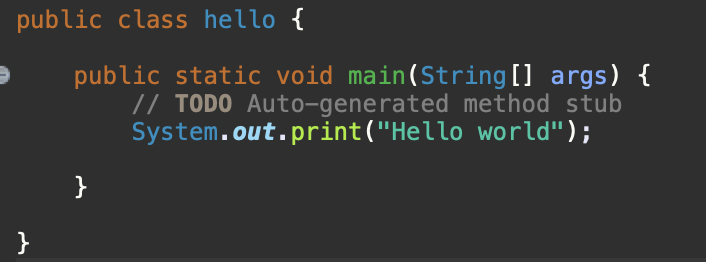 public class hello {
public static void main(String[] args) {
// TODO Auto-generated method stub
System.out.print("Hello world");
}
}